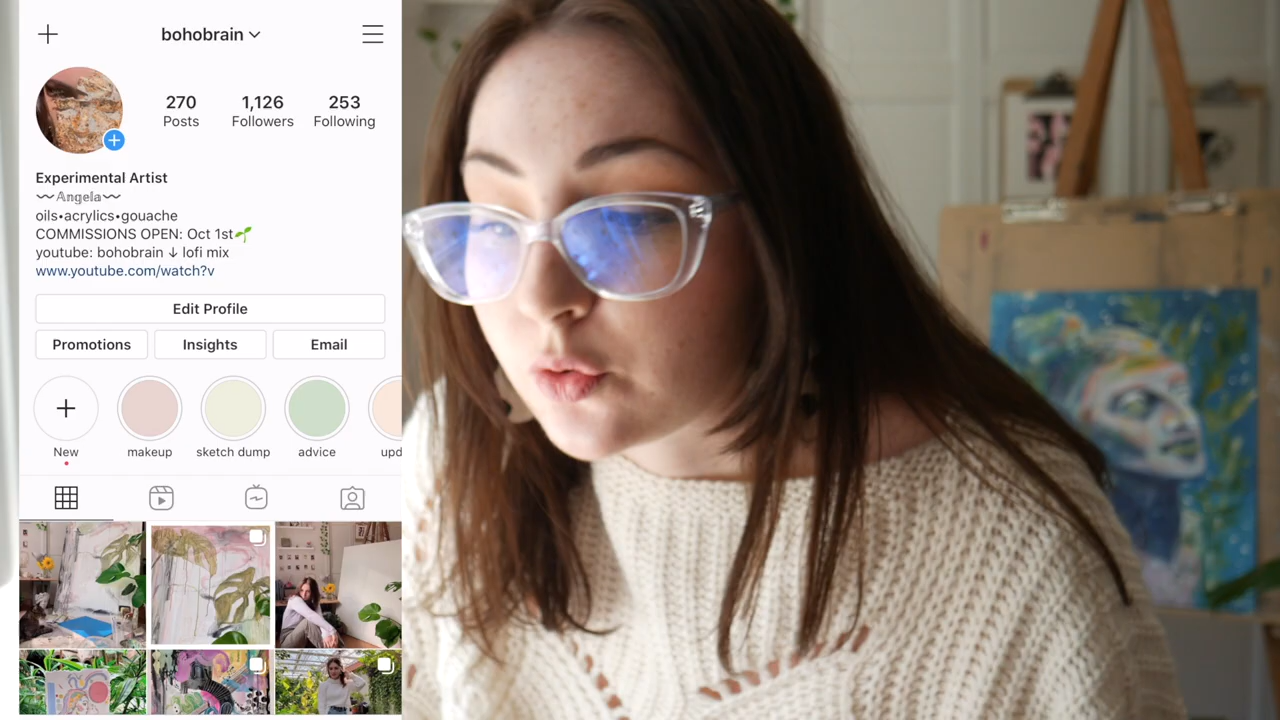 bohobrain
270 1,126 253
Posts Followers Following
Experimental Artist
〰𝔸𝕟𝕘𝕖𝕝𝕒〰
oils•acrylics•gouache
COMMISSIONS OPEN: Oct 1st🌱
youtube: bohobrain ↓ lofi mix
www.youtube.com/watch?v
Edit Profile
Promotions Insights Email
New makeup sketch dump advice upd